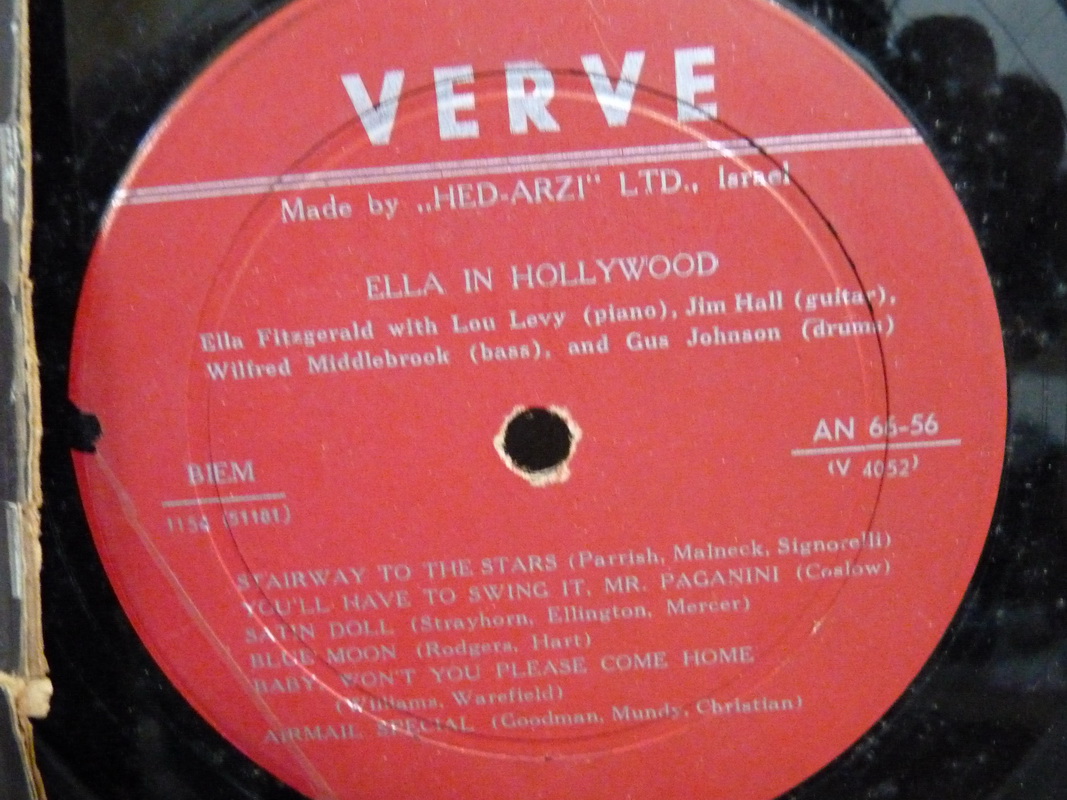 VERVE
Made by „HED-ARZI" LTD., Israel
ELLA IN HOLLYWOOD
Ella Fitzgerald with Lou Levy (piano), Jim Hall (guitar),
Wilfred Middlebrook (bass), and Gus Johnson (drums)
AN 66-56
(V 4052)
BIEM
1154 (51181)
STAIRWAY TO THE STARS (Parrish, Malneck, Signorelli)
YOU'LL HAVE TO SWING IT, MR. PAGANINI (Coslow)
SATIN DOLL (Strayhorn, Ellington, Mercer)
BLUE MOON (Rodgers, Hart)
BABY, WON'T YOU PLEASE COME HOME
(Williams, Warefield)
AIRMAIL SPECIAL (Goodman, Mundy, Christian)